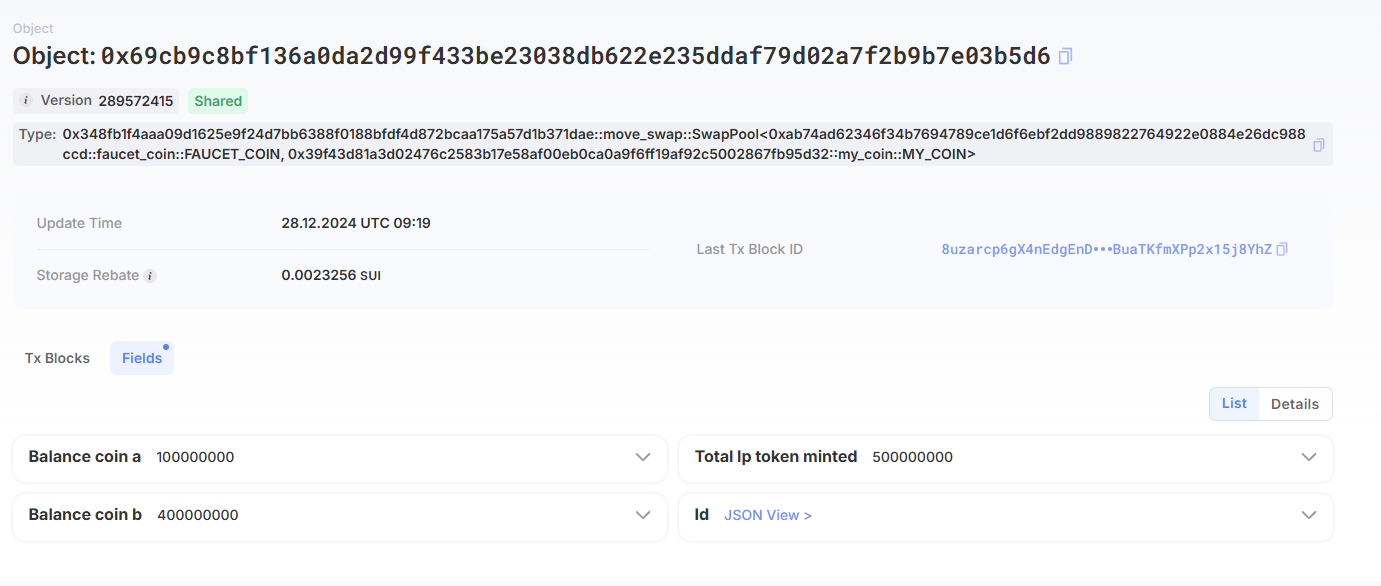 Object
Object: 0x69cb9c8bf136a0da2d99f433be23038db622e235ddaf79d02a7f2b9b7e03b5d6
i Version 289572415 Shared
Type: 0x348fb1f4aaa09d1625e9f24d7bb6388f0188bfdf4d872bcaa175a57d1b371dae::move_swap::SwapPool<0xab74ad62346f34b7694789ce1d6f6ebf2dd9889822764922e0884e26dc988
ccd::faucet_coin::FAUCET_COIN, 0x39f43d81a3d02476c2583b17e58af00eb0ca0a9f6ff19af92c5002867fb95d32::my_coin::MY_COIN>
Update Time 28.12.2024 UTC 09:19
Last Tx Block ID 8uzarcp6gX4nEdgEnD•••BuaTKfmXPp2x15j8YhZ
Storage Rebate i 0.0023256 SUI
Tx Blocks Fields
List Details
Balance coin a 100000000
Total lp token minted 500000000
Balance coin b 400000000
Id JSON View >